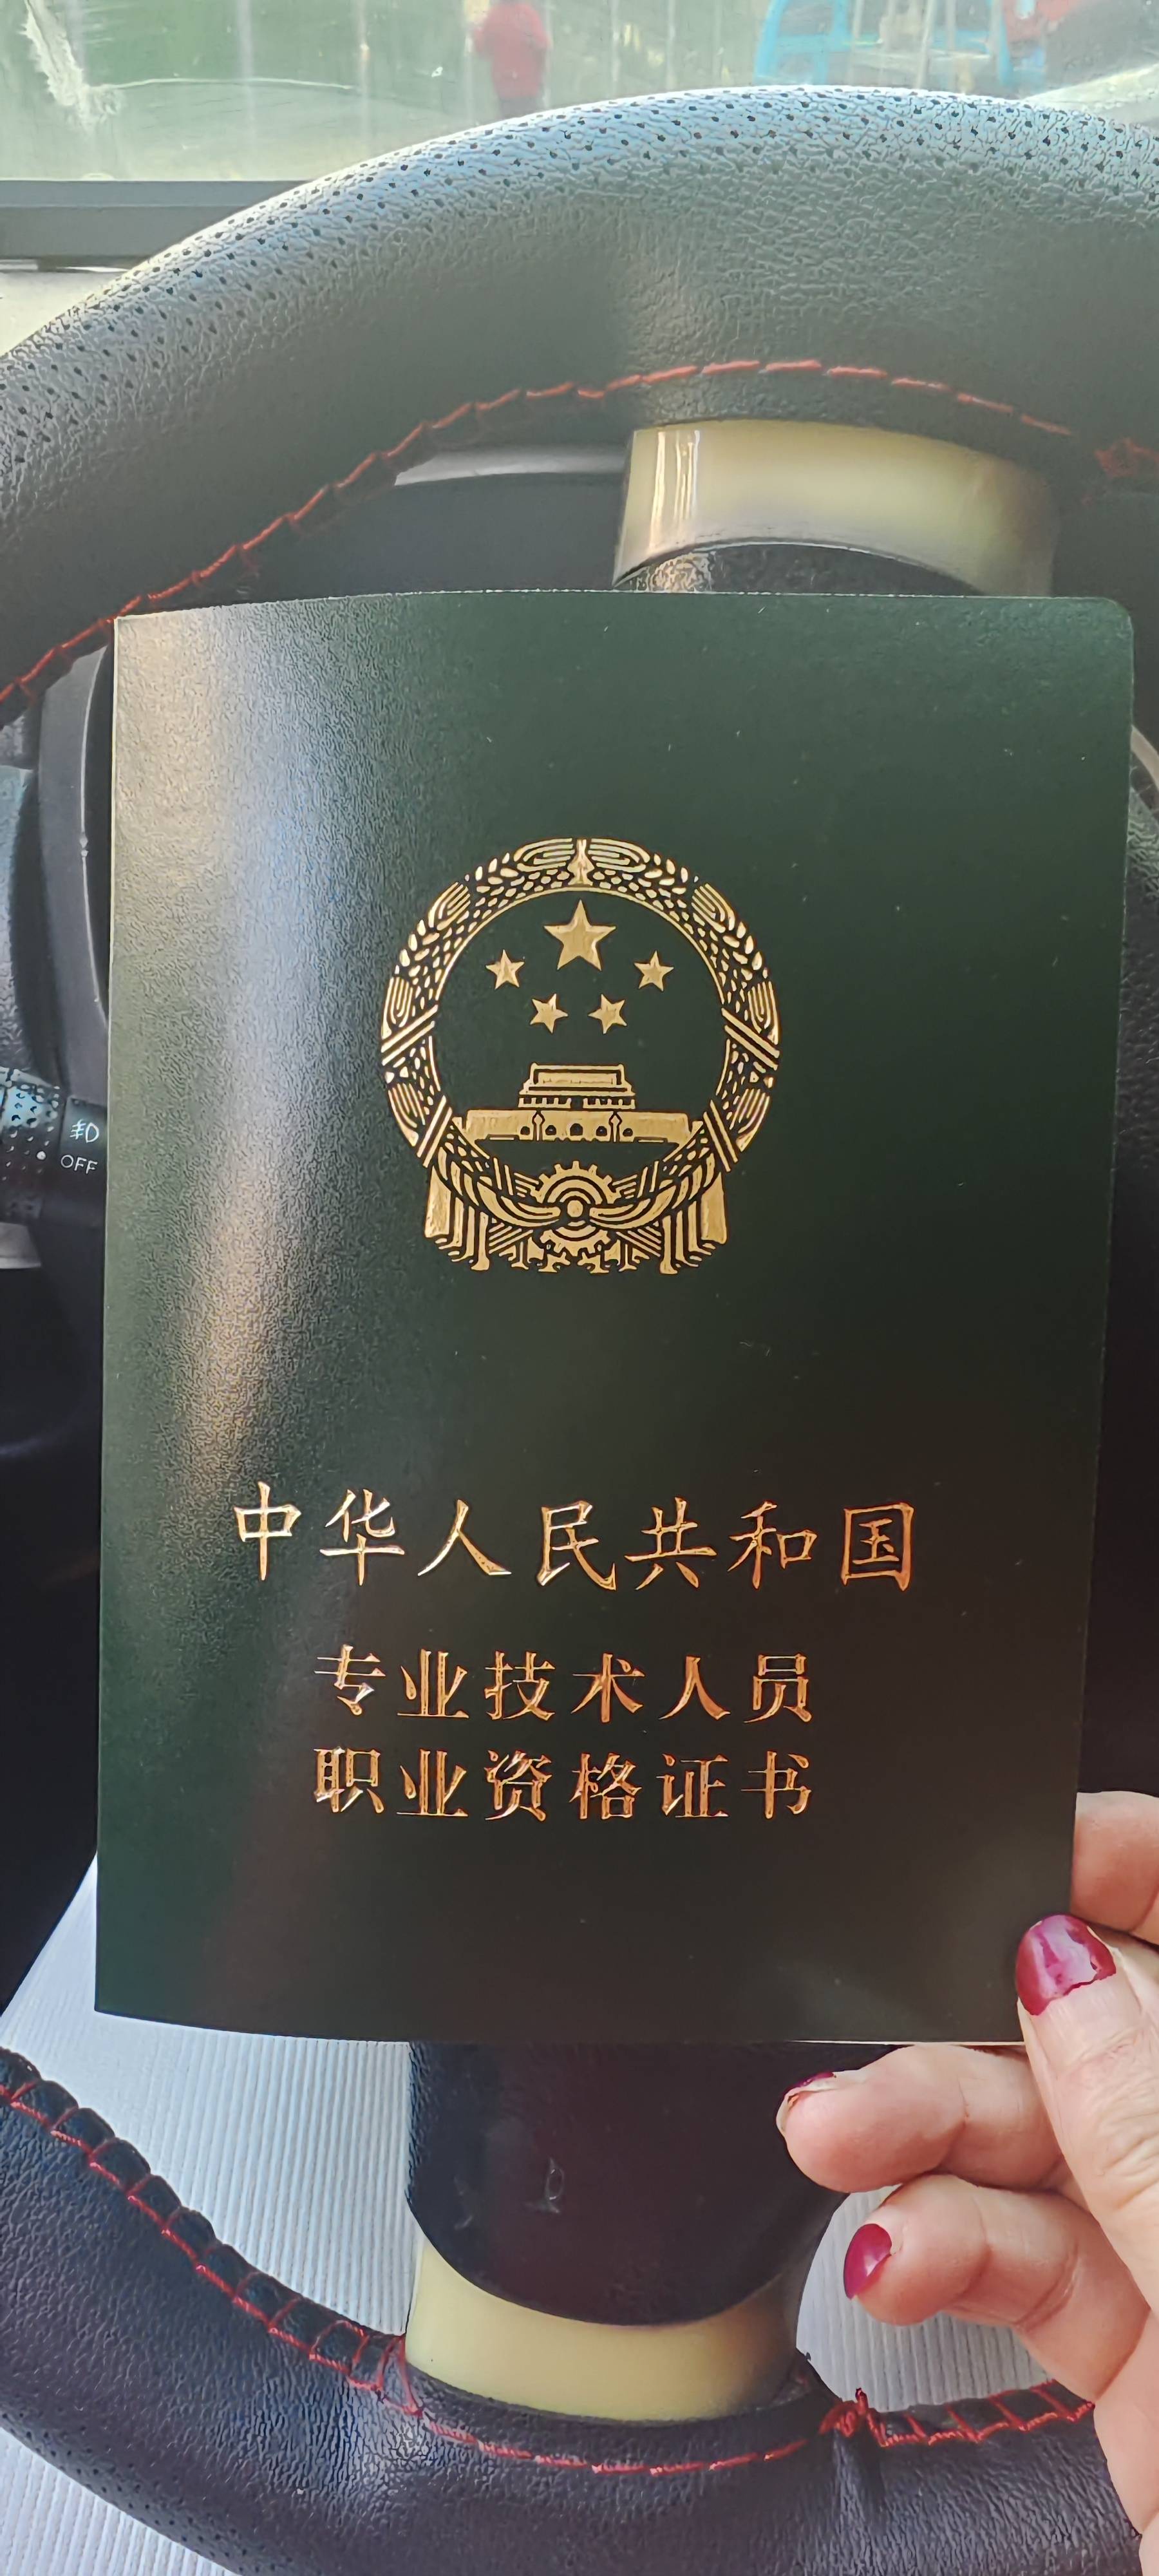 OFF
中华人民共和国
专业技术人员
职业资格证书